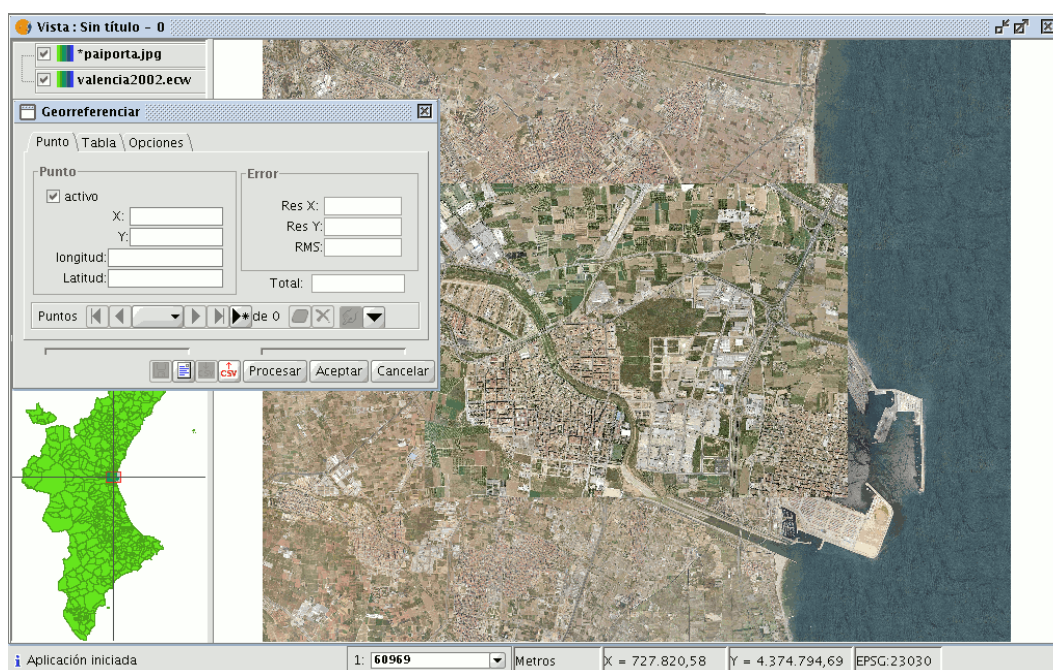 Vista : Sin título - 0
*paiporta.jpg
valencia2002.ecw
Georreferenciar
Punto
Tabla
Opciones
Punto
activo
X:
Y:
longitud:
Latitud:
Error
Res X:
Res Y:
RMS:
Total:
Puntos
de 0
CSV
Procesar
Aceptar
Cancelar
Aplicación iniciada
1: 60969
Metros
X = 727.820,58
Y = 4.374.794,69
EPSG:23030